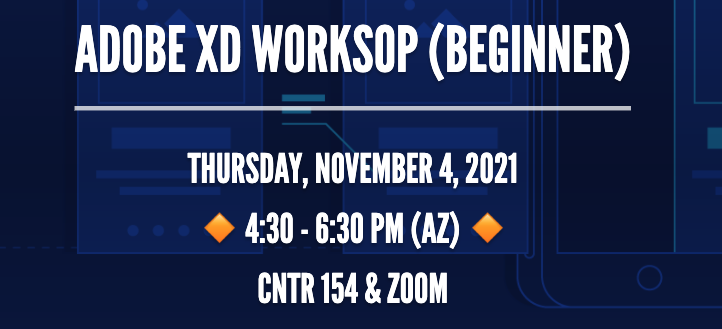 ADOBE XD WORKSOP (BEGINNER)
THURSDAY, NOVEMBER 4, 2021
🔶 4:30 - 6:30 PM (AZ) 🔶
CNTR 154 & ZOOM